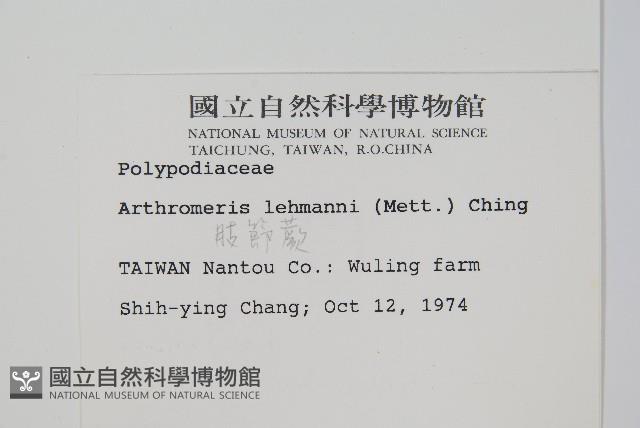 國立自然科學博物館
NATIONAL MUSEUM OF NATURAL SCIENCE
TAICHUNG, TAIWAN, R.O.CHINA
Polypodiaceae
Arthromeris lehmanni (Mett.) Ching
肢節蕨
TAIWAN Nantou Co.: Wuling farm
Shih-ying Chang; Oct 12, 1974
國立自然科學博物館
NATIONAL MUSEUM OF NATURAL SCIENCE